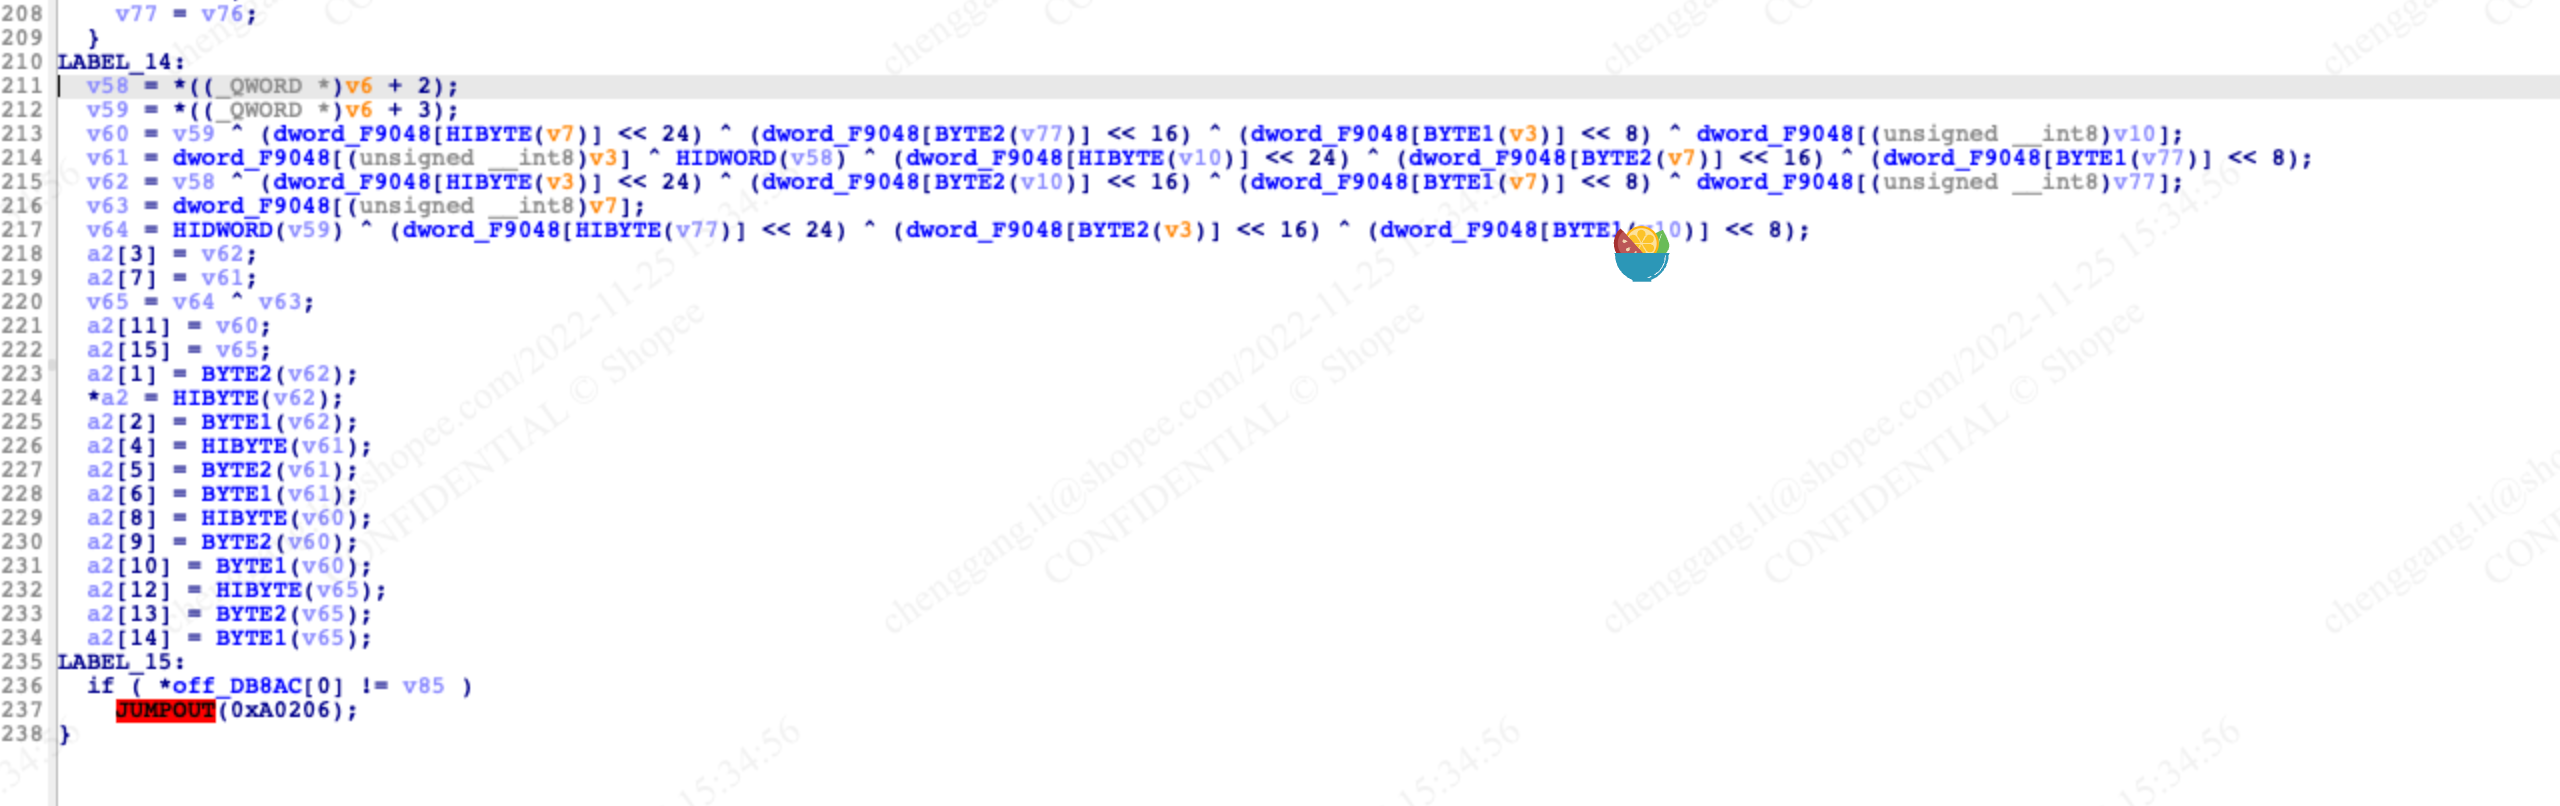 208 v77 = v76;
209 }
210 LABEL_14:
211 v58 = *((_QWORD *)v6 + 2);
212 v59 = *((_QWORD *)v6 + 3);
213 v60 = v59 ^ (dword_F9048[HIBYTE(v7)] << 24) ^ (dword_F9048[BYTE2(v77)] << 16) ^ (dword_F9048[BYTE1(v3)] << 8) ^ dword_F9048[(unsigned __int8)v10];
214 v61 = dword_F9048[(unsigned __int8)v3] ^ HIDWORD(v58) ^ (dword_F9048[HIBYTE(v10)] << 24) ^ (dword_F9048[BYTE2(v7)] << 16) ^ (dword_F9048[BYTE1(v77)] << 8);
215 v62 = v58 ^ (dword_F9048[HIBYTE(v3)] << 24) ^ (dword_F9048[BYTE2(v10)] << 16) ^ (dword_F9048[BYTE1(v7)] << 8) ^ dword_F9048[(unsigned __int8)v77];
216 v63 = dword_F9048[(unsigned __int8)v7];
217 v64 = HIDWORD(v59) ^ (dword_F9048[HIBYTE(v77)] << 24) ^ (dword_F9048[BYTE2(v3)] << 16) ^ (dword_F9048[BYTE1(v10)] << 8);
218 a2[3] = v62;
219 a2[7] = v61;
220 v65 = v64 ^ v63;
221 a2[11] = v60;
222 a2[15] = v65;
223 a2[1] = BYTE2(v62);
224 *a2 = HIBYTE(v62);
225 a2[2] = BYTE1(v62);
226 a2[4] = HIBYTE(v61);
227 a2[5] = BYTE2(v61);
228 a2[6] = BYTE1(v61);
229 a2[8] = HIBYTE(v60);
230 a2[9] = BYTE2(v60);
231 a2[10] = BYTE1(v60);
232 a2[12] = HIBYTE(v65);
233 a2[13] = BYTE2(v65);
234 a2[14] = BYTE1(v65);
235 LABEL_15:
236 if ( *off_DB8AC[0] != v85 )
237 JUMPOUT(0xA0206);
238 }
chenggang.li@shopee.com/2022-11-25 15:34:56
CONFIDENTIAL © Shopee